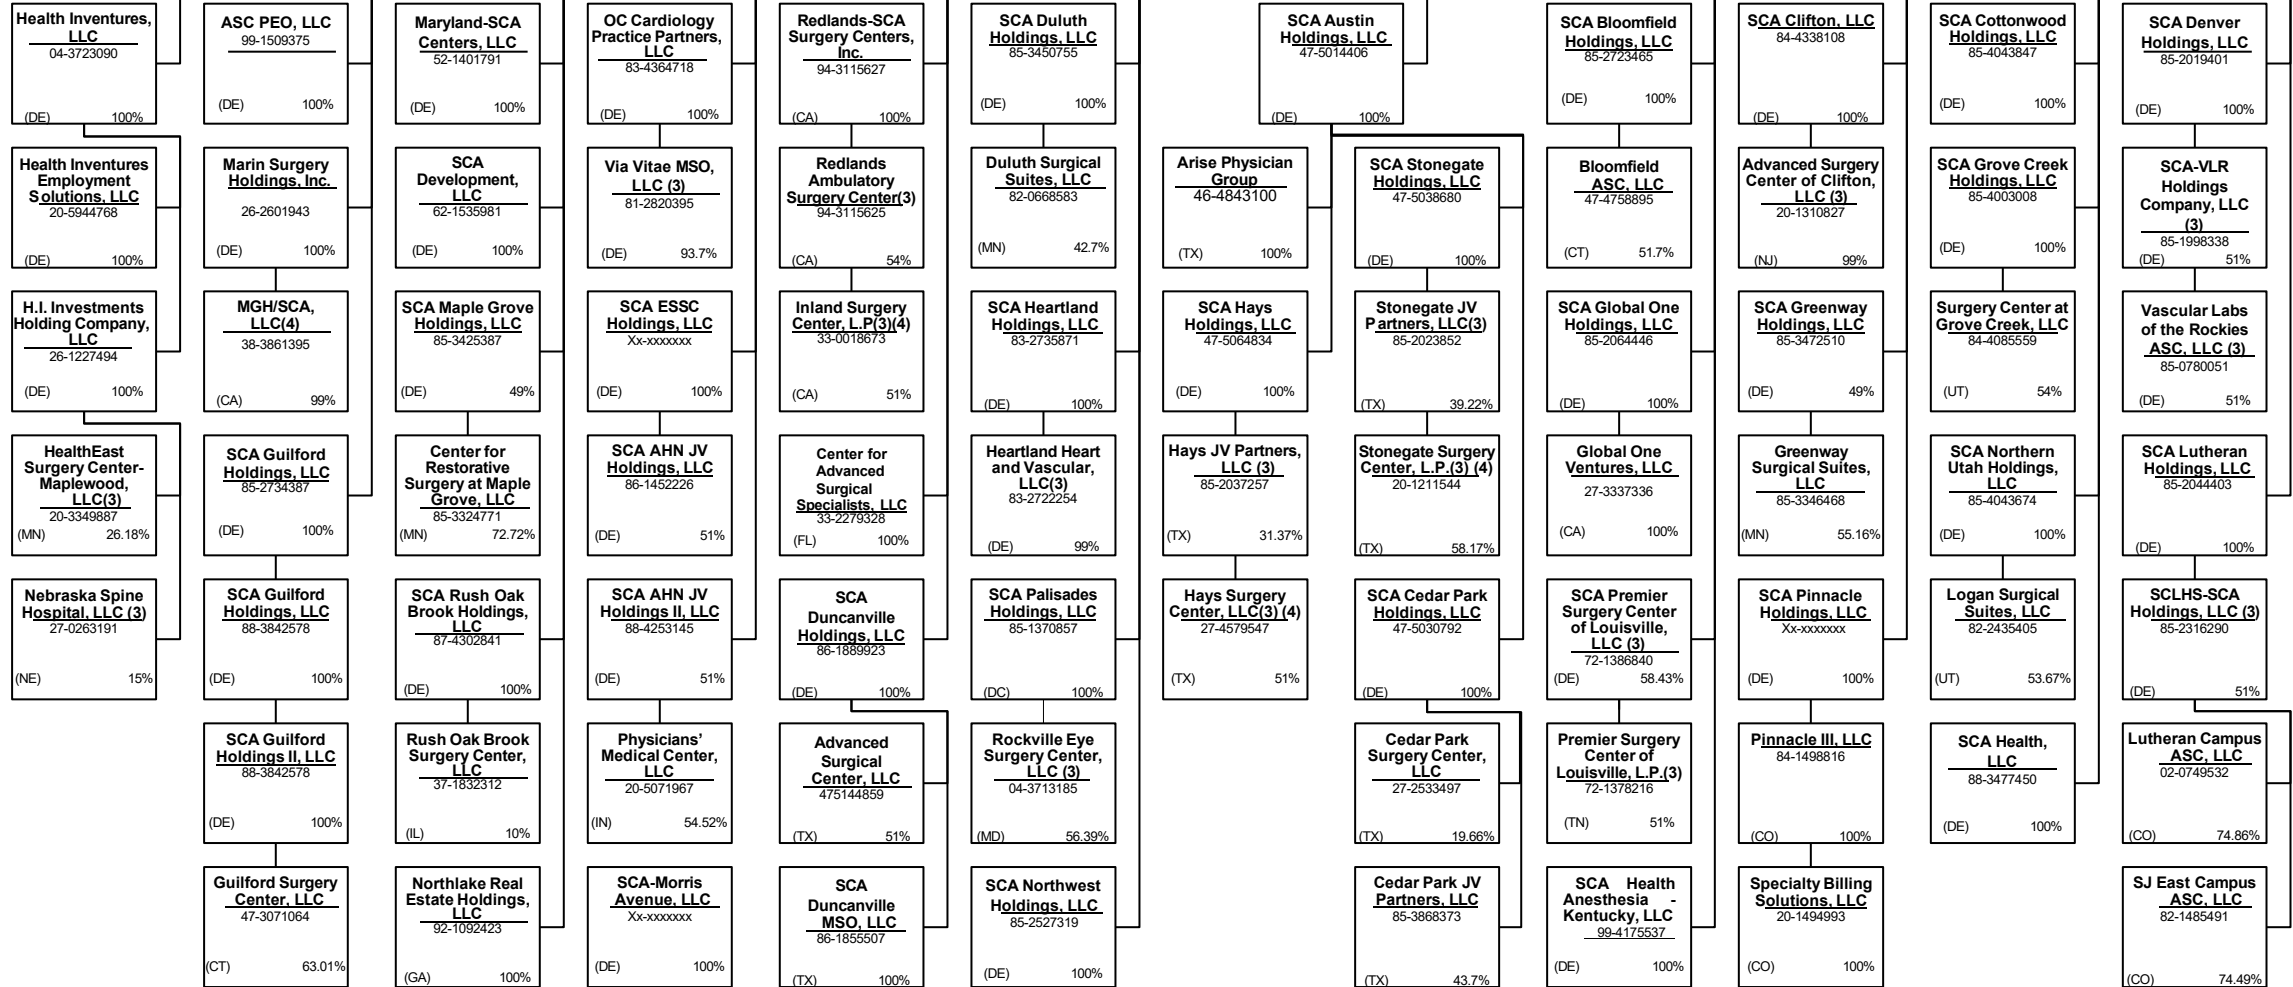 Health Inventures,
LLC
04-3723090
(DE) 100%
Health Inventures
Employment
Solutions, LLC
20-5944768
(DE) 100%
H.I. Investments
Holding Company,
LLC
26-1227494
(DE) 100%
HealthEast
Surgery Center-
Maplewood,
LLC(3)
20-3349887
(MN) 26.18%
Nebraska Spine
Hospital, LLC (3)
27-0263191
(NE) 15%
ASC PEO, LLC
99-1509375
(DE) 100%
Marin Surgery
Holdings, Inc.
26-2601943
(DE) 100%
MGH/SCA,
LLC(4)
38-3861395
(CA) 99%
SCA Guilford
Holdings, LLC
85-2734387
(DE) 100%
SCA Guilford
Holdings, LLC
88-3842578
(DE) 100%
SCA Guilford
Holdings II, LLC
88-3842578
(DE) 100%
Guilford Surgery
Center, LLC
47-3071064
(CT) 63.01%
Maryland-SCA
Centers, LLC
52-1401791
(DE) 100%
SCA
Development,
LLC
62-1535981
(DE) 100%
SCA Maple Grove
Holdings, LLC
85-3425387
(DE) 49%
Center for
Restorative
Surgery at Maple
Grove, LLC
85-3324771
(MN) 72.72%
SCA Rush Oak
Brook Holdings,
LLC
87-4302841
(DE) 100%
Rush Oak Brook
Surgery Center,
LLC
37-1832312
(IL) 10%
Northlake Real
Estate Holdings,
LLC
92-1092423
(GA) 100%
OC Cardiology
Practice Partners,
LLC
83-4364718
(DE) 100%
Via Vitae MSO,
LLC (3)
81-2820395
(DE) 93.7%
SCA ESSC
Holdings, LLC
Xx-xxxxxxx
(DE) 100%
SCA AHN JV
Holdings, LLC
86-1452226
(DE) 51%
SCA AHN JV
Holdings II, LLC
88-4253145
(DE) 51%
Physicians'
Medical Center,
LLC
20-5071967
(IN) 54.52%
SCA-Morris
Avenue, LLC
Xx-xxxxxxx
(DE) 100%
Redlands-SCA
Surgery Centers,
Inc.
94-3115627
(CA) 100%
Redlands
Ambulatory
Surgery Center(3)
94-3115625
(CA) 54%
Inland Surgery
Center, L.P(3)(4)
33-0018673
(CA) 51%
Center for
Advanced
Surgical
Specialists, LLC
33-2279328
(FL) 100%
SCA
Duncanville
Holdings, LLC
86-1889923
(DE) 100%
Advanced
Surgical
Center, LLC
475144859
(TX) 51%
SCA
Duncanville
MSO, LLC
86-1855507
(TX) 100%
SCA Duluth
Holdings, LLC
85-3450755
(DE) 100%
Duluth Surgical
Suites, LLC
82-0668583
(MN) 42.7%
SCA Heartland
Holdings, LLC
83-2735871
(DE) 100%
Heartland Heart
and Vascular,
LLC(3)
83-2722254
(DE) 99%
SCA Palisades
Holdings, LLC
85-1370857
(DC) 100%
Rockville Eye
Surgery Center,
LLC (3)
04-3713185
(MD) 56.39%
SCA Northwest
Holdings, LLC
85-2527319
(DE) 100%
SCA Austin
Holdings, LLC
47-5014406
(DE) 100%
Arise Physician
Group
46-4843100
(TX) 100%
SCA Hays
Holdings, LLC
47-5064834
(DE) 100%
Hays JV Partners,
LLC (3)
85-2037257
(TX) 31.37%
Hays Surgery
Center, LLC(3) (4)
27-4579547
(TX) 51%
SCA Stonegate
Holdings, LLC
47-5038680
(DE) 100%
Stonegate JV
Partners, LLC(3)
85-2023852
(TX) 39.22%
Stonegate Surgery
Center, L.P.(3) (4)
20-1211544
(TX) 58.17%
SCA Cedar Park
Holdings, LLC
47-5030792
(DE) 100%
Cedar Park
Surgery Center,
LLC
27-2533497
(TX) 19.66%
Cedar Park JV
Partners, LLC
85-3868373
(TX) 43.7%
SCA Bloomfield
Holdings, LLC
85-2723465
(DE) 100%
Bloomfield
ASC, LLC
47-4758895
(CT) 51.7%
SCA Global One
Holdings, LLC
85-2064446
(DE) 100%
Global One
Ventures, LLC
27-3337336
(CA) 100%
SCA Premier
Surgery Center
of Louisville,
LLC (3)
72-1386840
(DE) 58.43%
Premier Surgery
Center of
Louisville, L.P.(3)
72-1378216
(TN) 51%
SCA Health
Anesthesia -
Kentucky, LLC
99-4175537
(DE) 100%
SCA Clifton, LLC
84-4338108
(DE) 100%
Advanced Surgery
Center of Clifton,
LLC (3)
20-1310827
(NJ) 99%
SCA Greenway
Holdings, LLC
85-3472510
(DE) 49%
Greenway
Surgical Suites,
LLC
85-3346468
(MN) 55.16%
SCA Pinnacle
Holdings, LLC
Xx-xxxxxxx
(DE) 100%
Pinnacle III, LLC
84-1498816
(CO) 100%
Specialty Billing
Solutions, LLC
20-1494993
(CO) 100%
SCA Cottonwood
Holdings, LLC
85-4043847
(DE) 100%
SCA Grove Creek
Holdings, LLC
85-4003008
(DE) 100%
Surgery Center at
Grove Creek, LLC
84-4085559
(UT) 54%
SCA Northern
Utah Holdings,
LLC
85-4043674
(DE) 100%
Logan Surgical
Suites, LLC
82-2435405
(UT) 53.67%
SCA Health,
LLC
88-3477450
(DE) 100%
SCA Denver
Holdings, LLC
85-2019401
(DE) 100%
SCA-VLR
Holdings
Company, LLC
(3)
85-1998338
(DE) 51%
Vascular Labs
of the Rockies
ASC, LLC (3)
85-0780051
(DE) 51%
SCA Lutheran
Holdings, LLC
85-2044403
(DE) 100%
SCLHS-SCA
Holdings, LLC (3)
85-2316290
(DE) 51%
Lutheran Campus
ASC, LLC
02-0749532
(CO) 74.86%
SJ East Campus
ASC, LLC
82-1485491
(CO) 74.49%